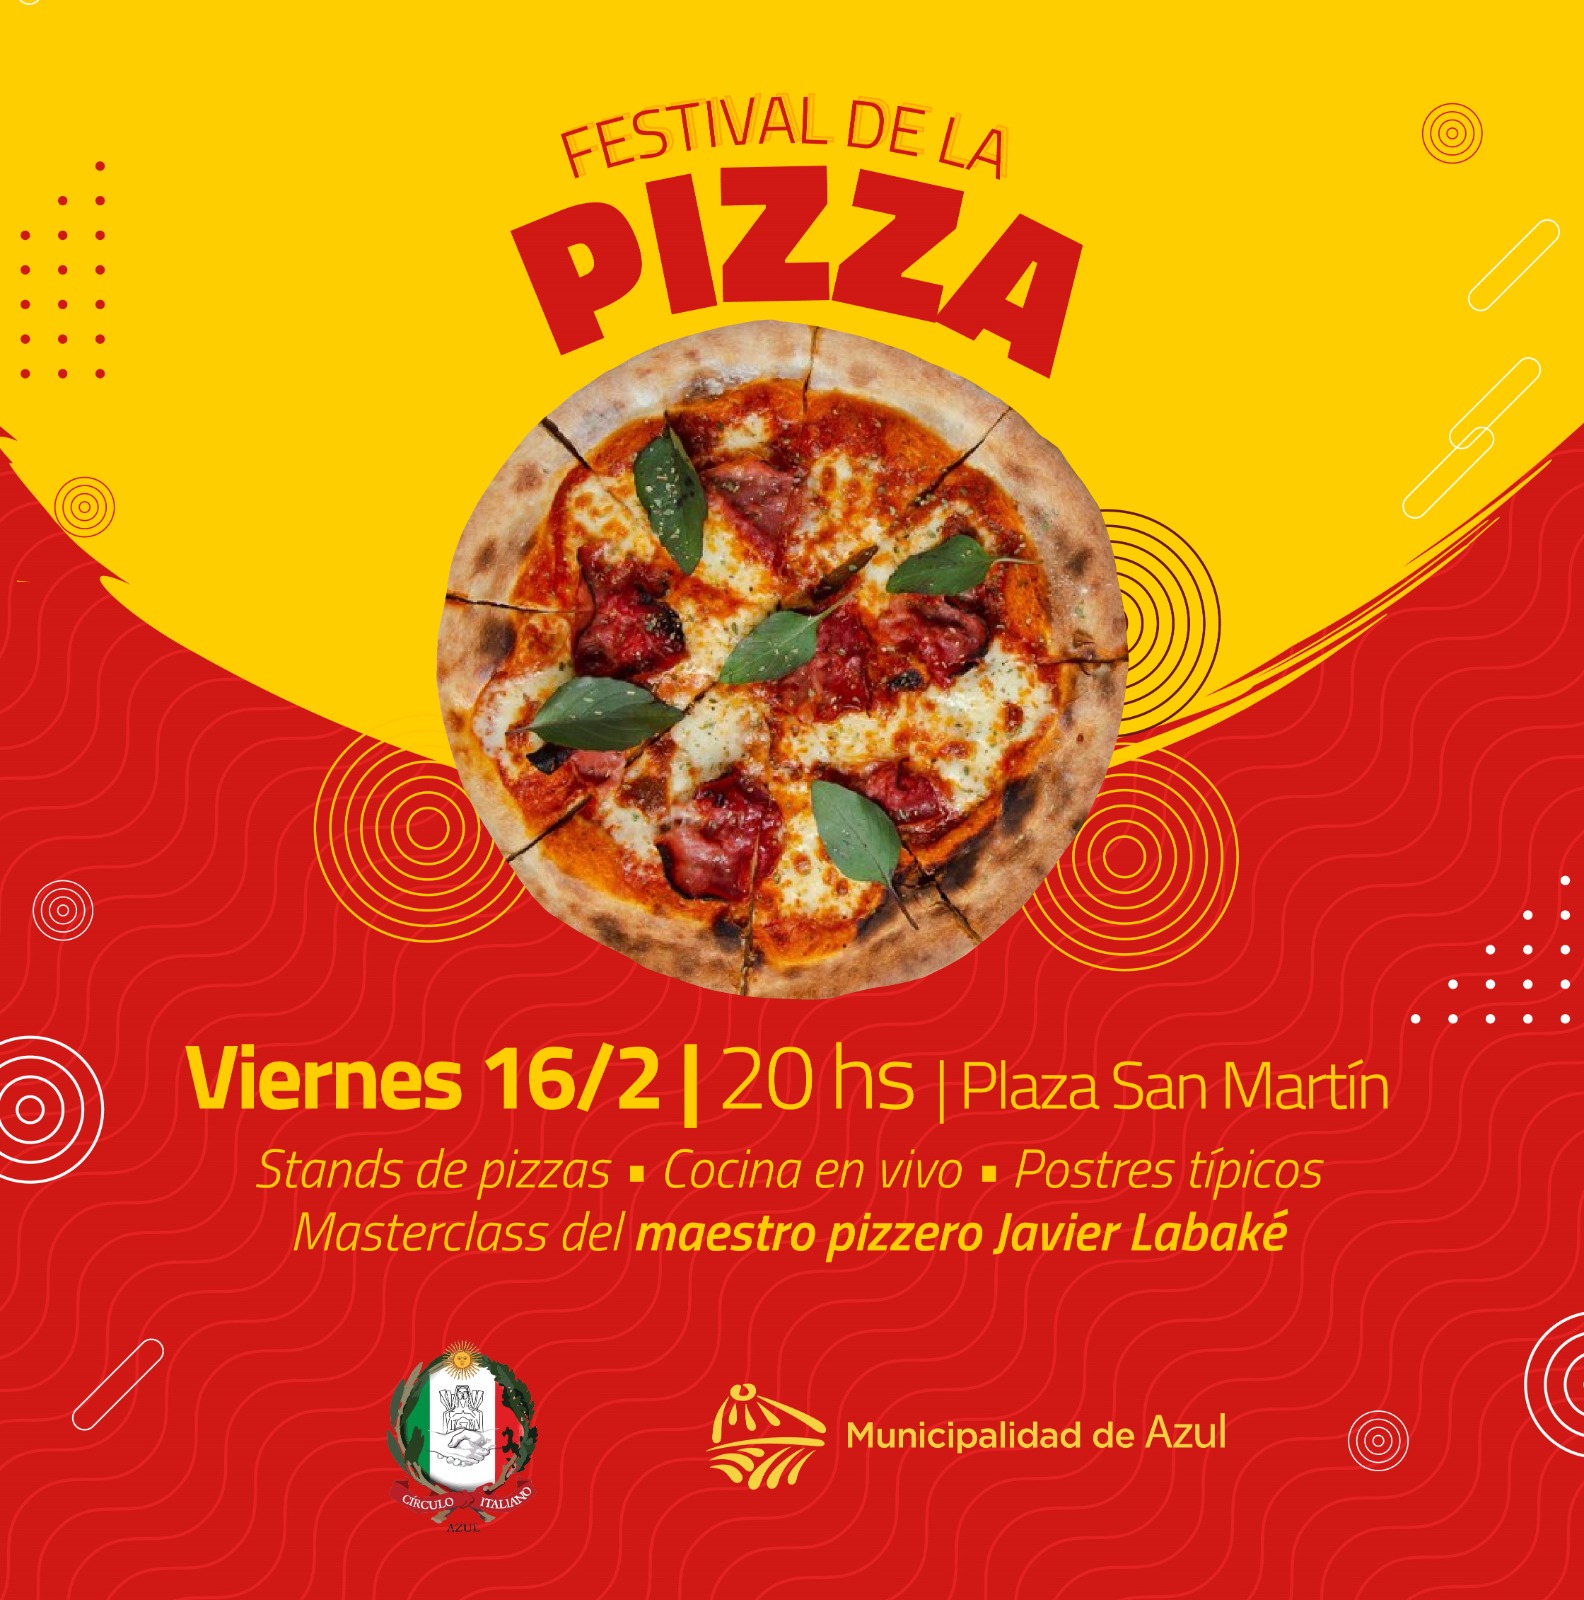 FESTIVAL DE LA
PIZZA
Viernes 16/2 | 20 hs | Plaza San Martín
Stands de pizzas ▪ Cocina en vivo ▪ Postres típicos
Masterclass del maestro pizzero Javier Labaké
CÍRCULO ITALIANO
AZUL
Municipalidad de Azul